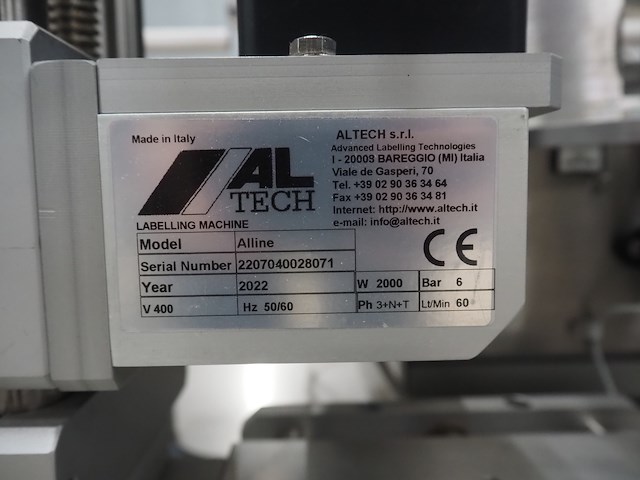 Made in Italy
AL
TECH
ALTECH s.r.l.
Advanced Labelling Technologies
I - 20008 BAREGGIO (MI) Italia
Viale de Gasperi, 70
Tel. +39 02 90 36 34 64
Fax +39 02 90 36 34 81
Internet: http://www.altech.it
e-mail: info@altech.it
LABELLING MACHINE
CE
Model Alline
Serial Number 2207040028071
Year 2022 W 2000 Bar 6
V 400 Hz 50/60 Ph 3+N+T Lt/Min 60